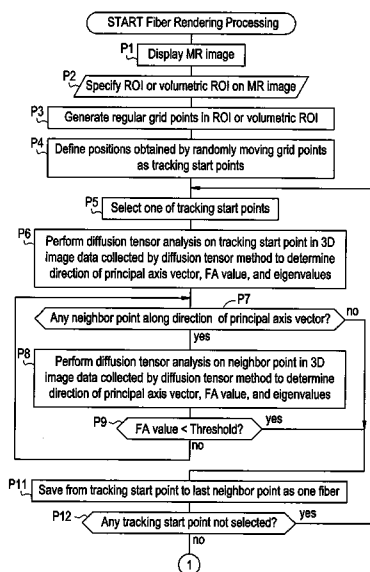 START Fiber Rendering Processing
P1
Display MR image
P2
Specify ROI or volumetric ROI on MR image
P3
Generate regular grid points in ROI or volumetric ROI
P4
Define positions obtained by randomly moving grid points
as tracking start points
P5
Select one of tracking start points
P6
Perform diffusion tensor analysis on tracking start point in 3D
image data collected by diffusion tensor method to determine
direction of principal axis vector, FA value, and eigenvalues
P7
Any neighbor point along direction of principal axis vector?
no
yes
P8
Perform diffusion tensor analysis on neighbor point in 3D
image data collected by diffusion tensor method to determine
direction of principal axis vector, FA value, and eigenvalues
P9
FA value < Threshold?
yes
no
P11
Save from tracking start point to last neighbor point as one fiber
P12
Any tracking start point not selected?
yes
no
1